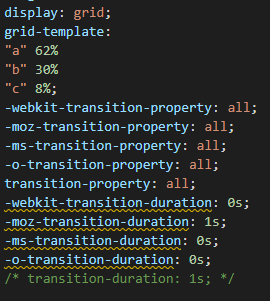 display: grid;
grid-template:
"a" 62%
"b" 30%
"c" 8%;
-webkit-transition-property: all;
-moz-transition-property: all;
-ms-transition-property: all;
-o-transition-property: all;
transition-property: all;
-webkit-transition-duration: 0s;
-moz-transition-duration: 1s;
-ms-transition-duration: 0s;
-o-transition-duration: 0s;
/* transition-duration: 1s; */